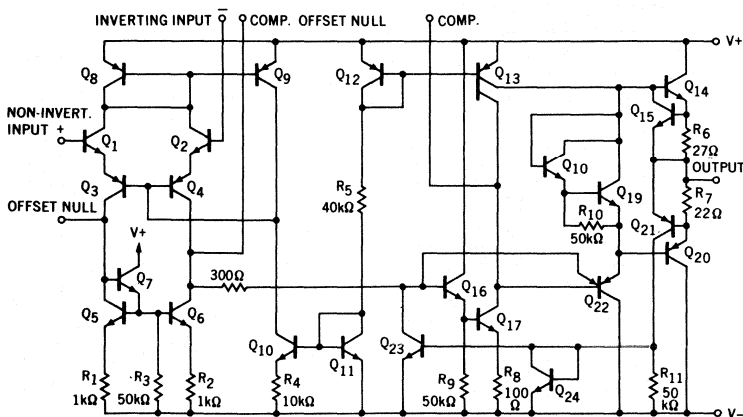 INVERTING INPUT –
COMP. OFFSET NULL
COMP.
V+
Q8
Q9
Q12
Q13
Q14
NON-INVERT.
INPUT +
Q1
Q2
Q15
R6
27Ω
OUTPUT
Q3
Q4
R5
40kΩ
Q10
Q19
R7
22Ω
OFFSET NULL
R10
50kΩ
Q21
V+
Q7
300Ω
Q16
Q20
Q22
Q5
Q6
Q17
Q10
Q11
Q23
Q24
R1
1kΩ
R3
50kΩ
R2
1kΩ
R4
10kΩ
R9
50kΩ
R8
100
Ω
R11
50
kΩ
V–